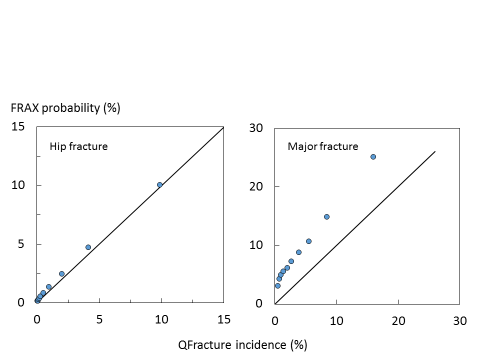 FRAX probability (%)
15
Hip fracture
10
5
0
0 5 10 15
30
Major fracture
20
10
0
0 10 20 30
QFracture incidence (%)